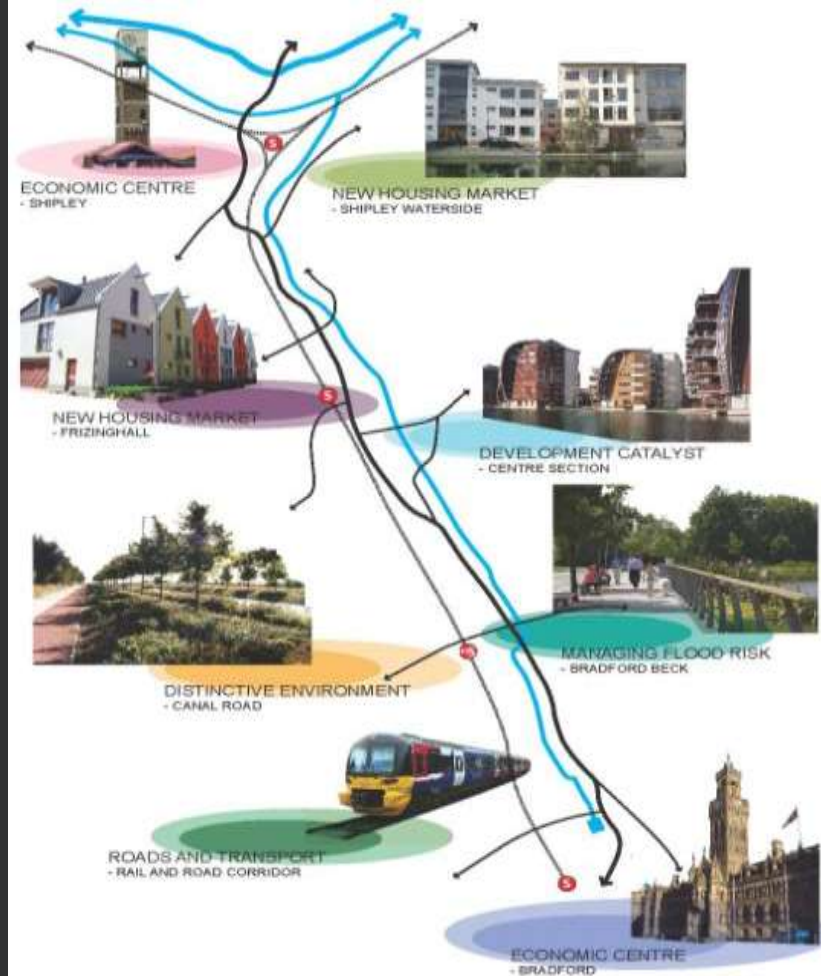 ECONOMIC CENTRE
- SHIPLEY
S
NEW HOUSING MARKET
- SHIPLEY WATERSIDE
S
NEW HOUSING MARKET
- FRIZINGHALL
DEVELOPMENT CATALYST
- CENTRE SECTION
MANAGING FLOOD RISK
- BRADFORD BECK
DISTINCTIVE ENVIRONMENT
- CANAL ROAD
ROADS AND TRANSPORT
- RAIL AND ROAD CORRIDOR
S
ECONOMIC CENTRE
- BRADFORD